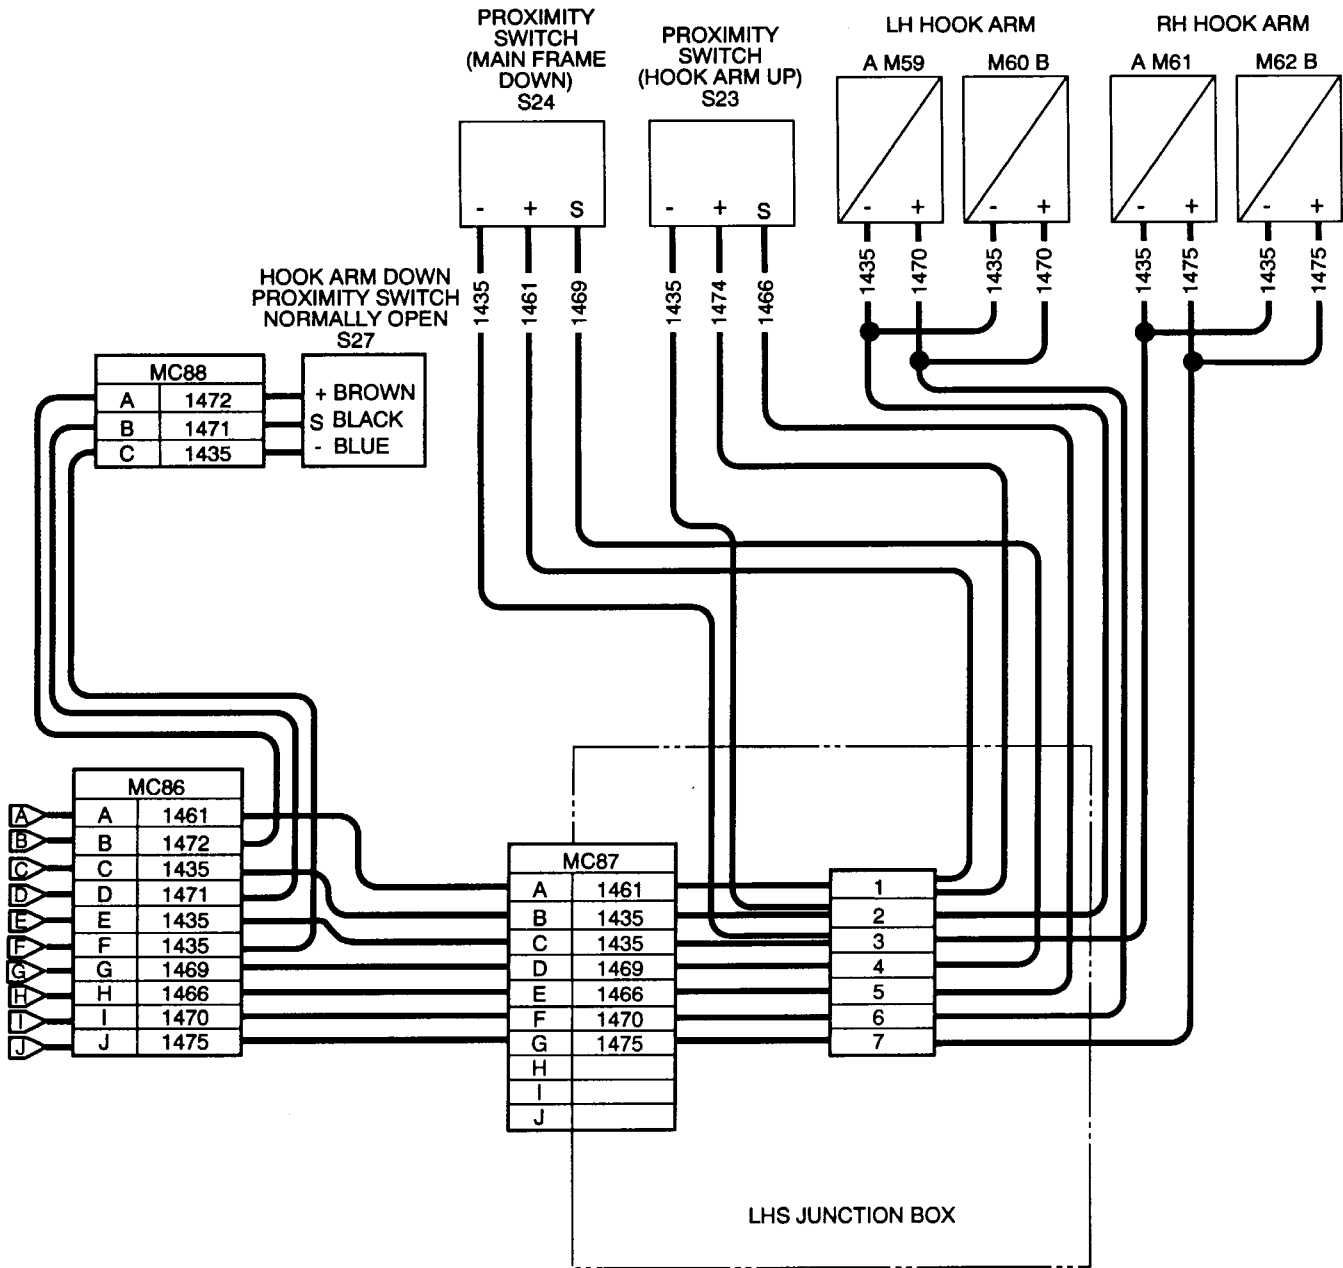 PROXIMITY
SWITCH
(MAIN FRAME
DOWN)
S24
PROXIMITY
SWITCH
(HOOK ARM UP)
S23
LH HOOK ARM
RH HOOK ARM
A M59
M60 B
A M61
M62 B
- + S
- + S
- +
- +
- +
- +
1435
1461
1469
1435
1474
1466
1435
1470
1435
1470
1435
1475
1435
1475
HOOK ARM DOWN
PROXIMITY SWITCH
NORMALLY OPEN
S27
MC88
A 1472
B 1471
C 1435
+ BROWN
S BLACK
- BLUE
MC86
A A 1461
B B 1472
C C 1435
D D 1471
E E 1435
F F 1435
G G 1469
H H 1466
I I 1470
J J 1475
MC87
A 1461
B 1435
C 1435
D 1469
E 1466
F 1470
G 1475
H
I
J
1
2
3
4
5
6
7
LHS JUNCTION BOX